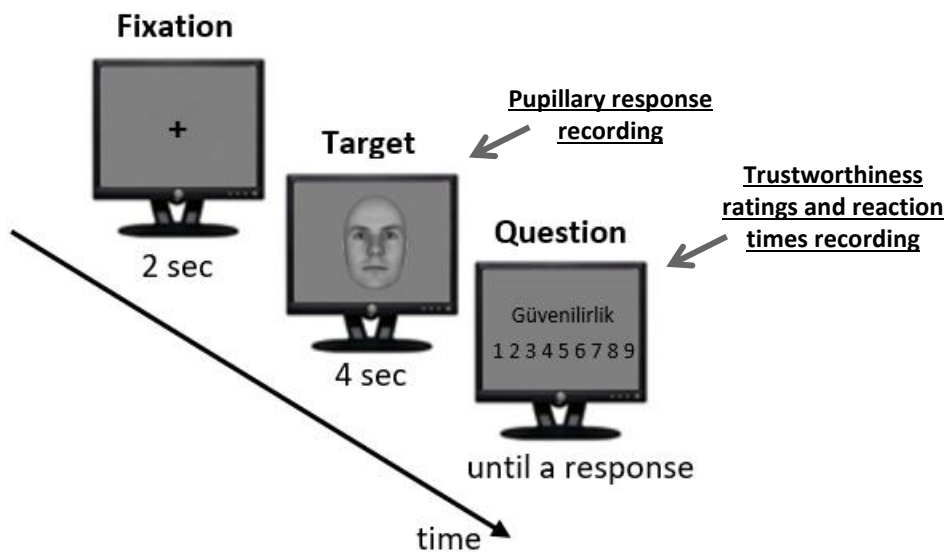 Fixation
+
2 sec
Pupillary response
recording
Target
4 sec
Trustworthiness
ratings and reaction
times recording
Question
Güvenilirlik
1 2 3 4 5 6 7 8 9
until a response
time